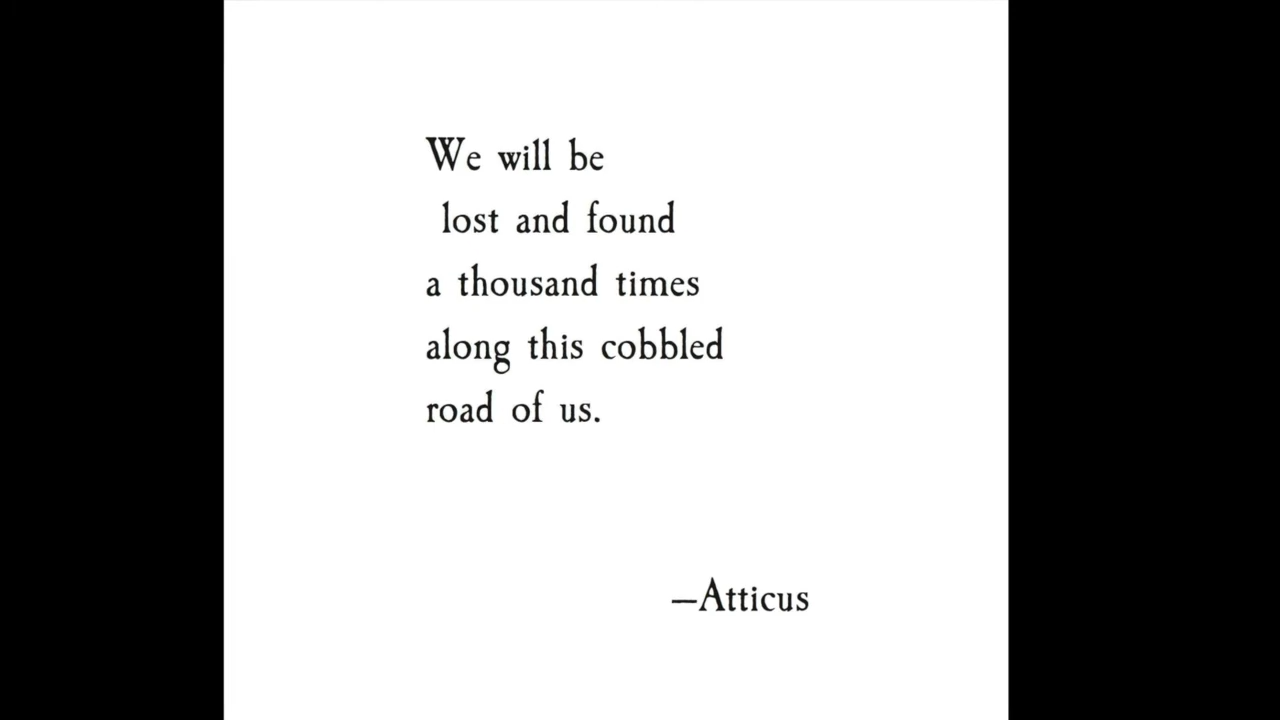 We will be
lost and found
a thousand times
along this cobbled
road of us.
—Atticus